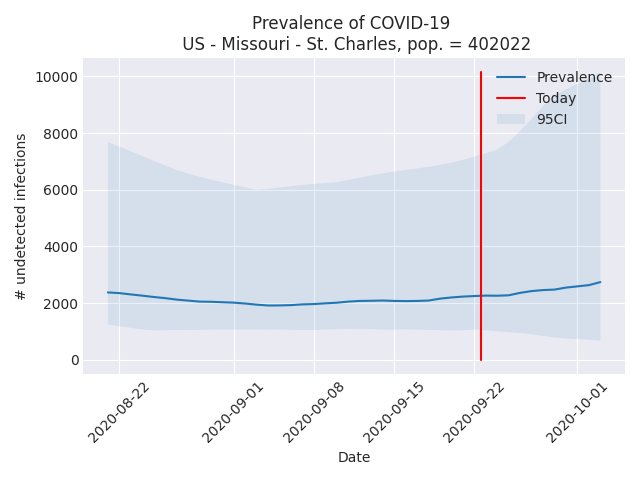 Prevalence of COVID-19
US - Missouri - St. Charles, pop. = 402022
10000
8000
6000
4000
2000
0
# undetected infections
Prevalence
Today
95CI
2020-08-22
2020-09-01
2020-09-08
2020-09-15
2020-09-22
2020-10-01
Date